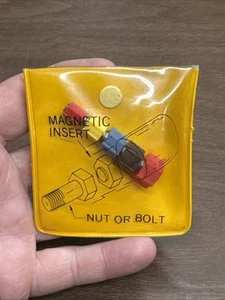 MAGNETIC
INSERT
NUT OR BOLT